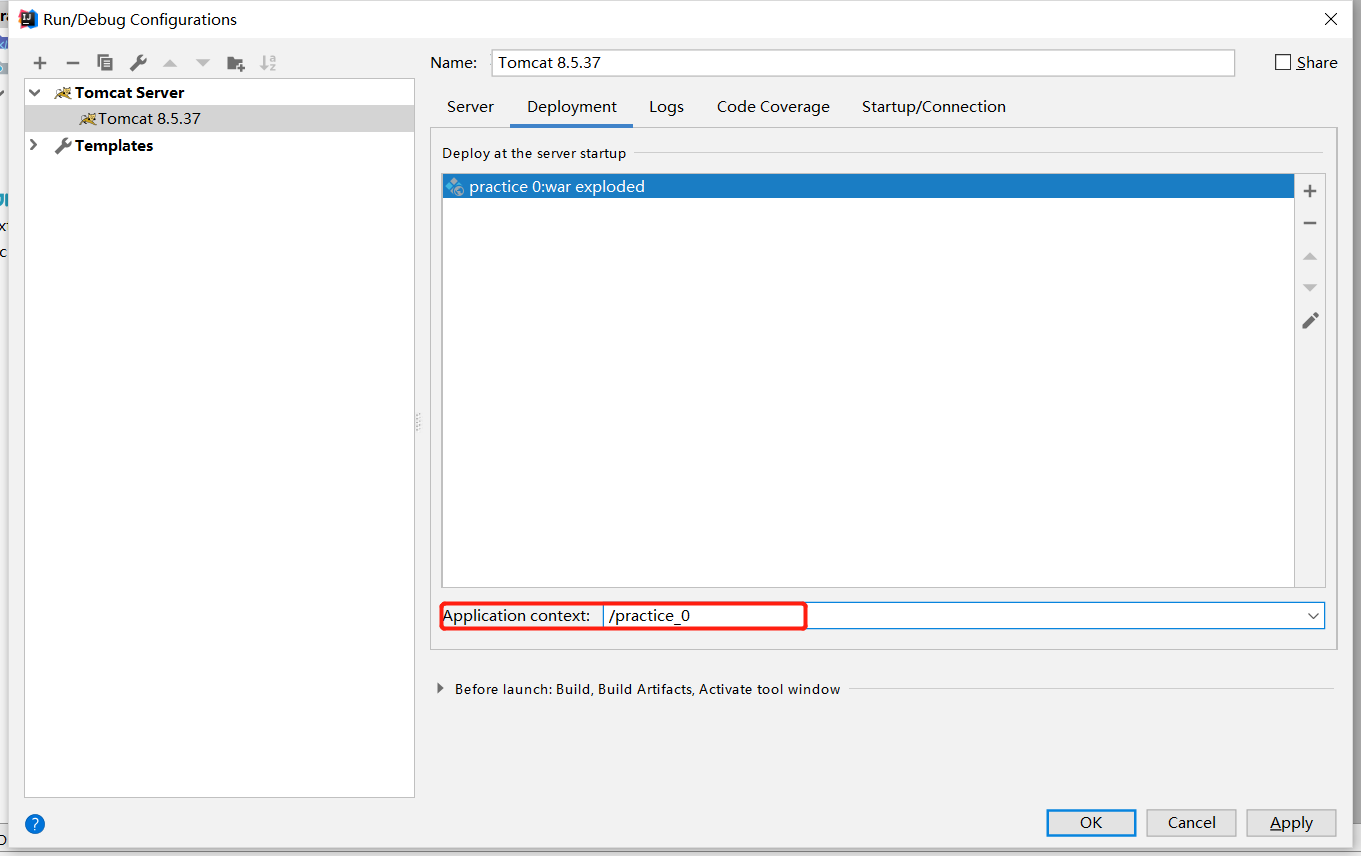 Run/Debug Configurations
Name: Tomcat 8.5.37
Share
Tomcat Server
Tomcat 8.5.37
Templates
Server Deployment Logs Code Coverage Startup/Connection
Deploy at the server startup
practice 0:war exploded
Application context: /practice_0
Before launch: Build, Build Artifacts, Activate tool window
?
OK Cancel Apply